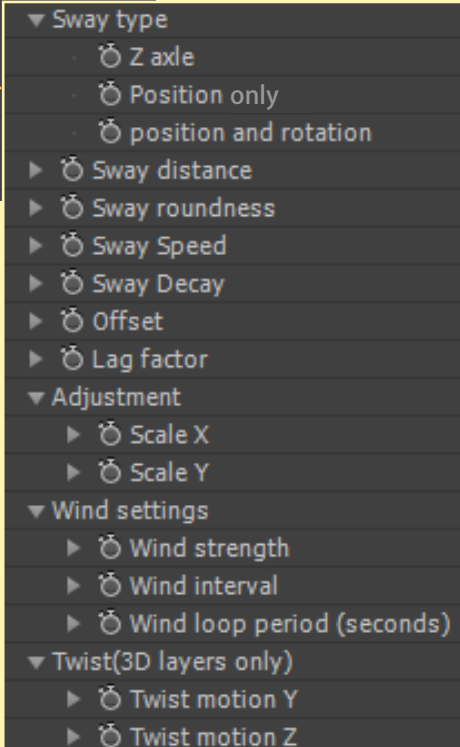 Sway type
Z axle
Position only
position and rotation
Sway distance
Sway roundness
Sway Speed
Sway Decay
Offset
Lag factor
Adjustment
Scale X
Scale Y
Wind settings
Wind strength
Wind interval
Wind loop period (seconds)
Twist(3D layers only)
Twist motion Y
Twist motion Z